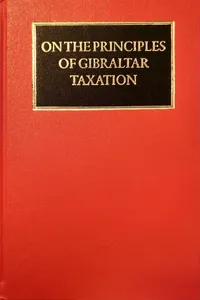 ON THE PRINCIPLES
OF GIBRALTAR
TAXATION